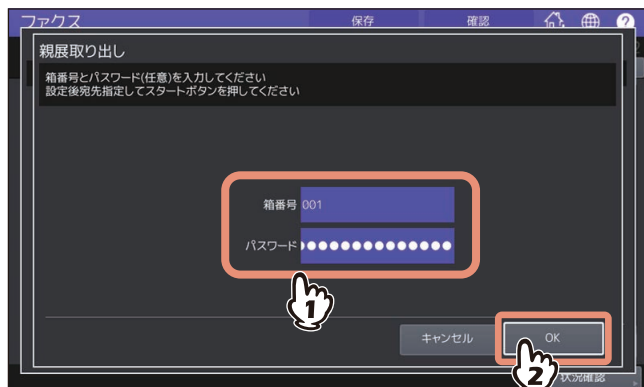 ファクス
保存
確認
?
親展取り出し
箱番号とパスワード(任意)を入力してください
設定後宛先指定してスタートボタンを押してください
箱番号 001
パスワード ●●●●●●●●●●●●●●
1
キャンセル
OK
2
状況確認